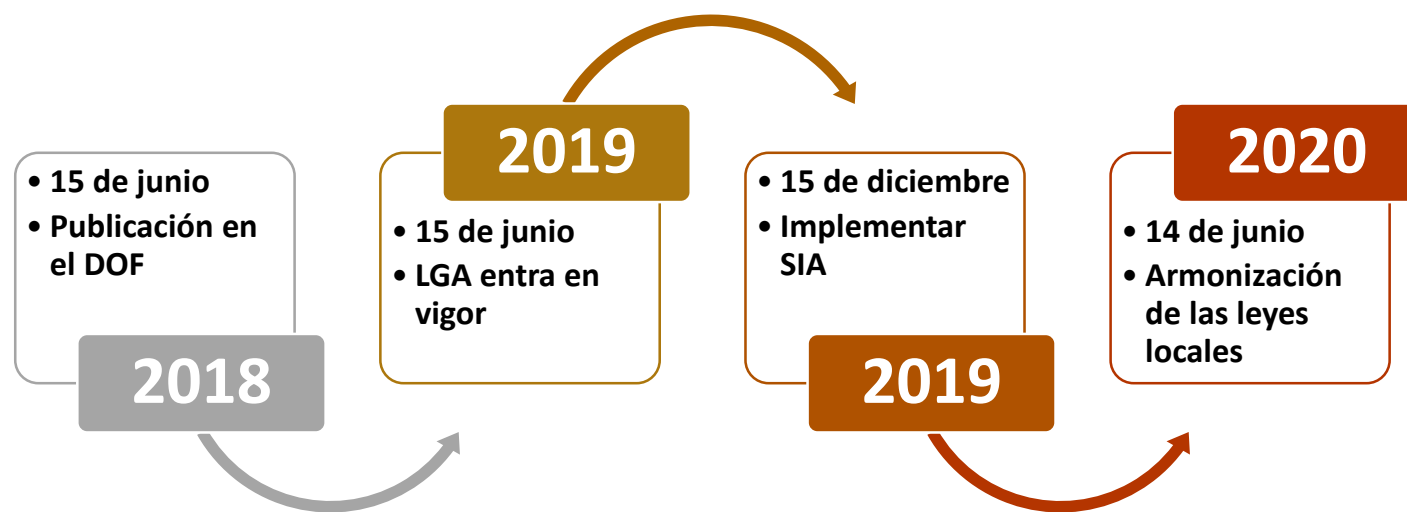 • 15 de junio
• Publicación en
el DOF
2018
2019
• 15 de junio
• LGA entra en
vigor
• 15 de diciembre
• Implementar
SIA
2019
2020
• 14 de junio
• Armonización
de las leyes
locales